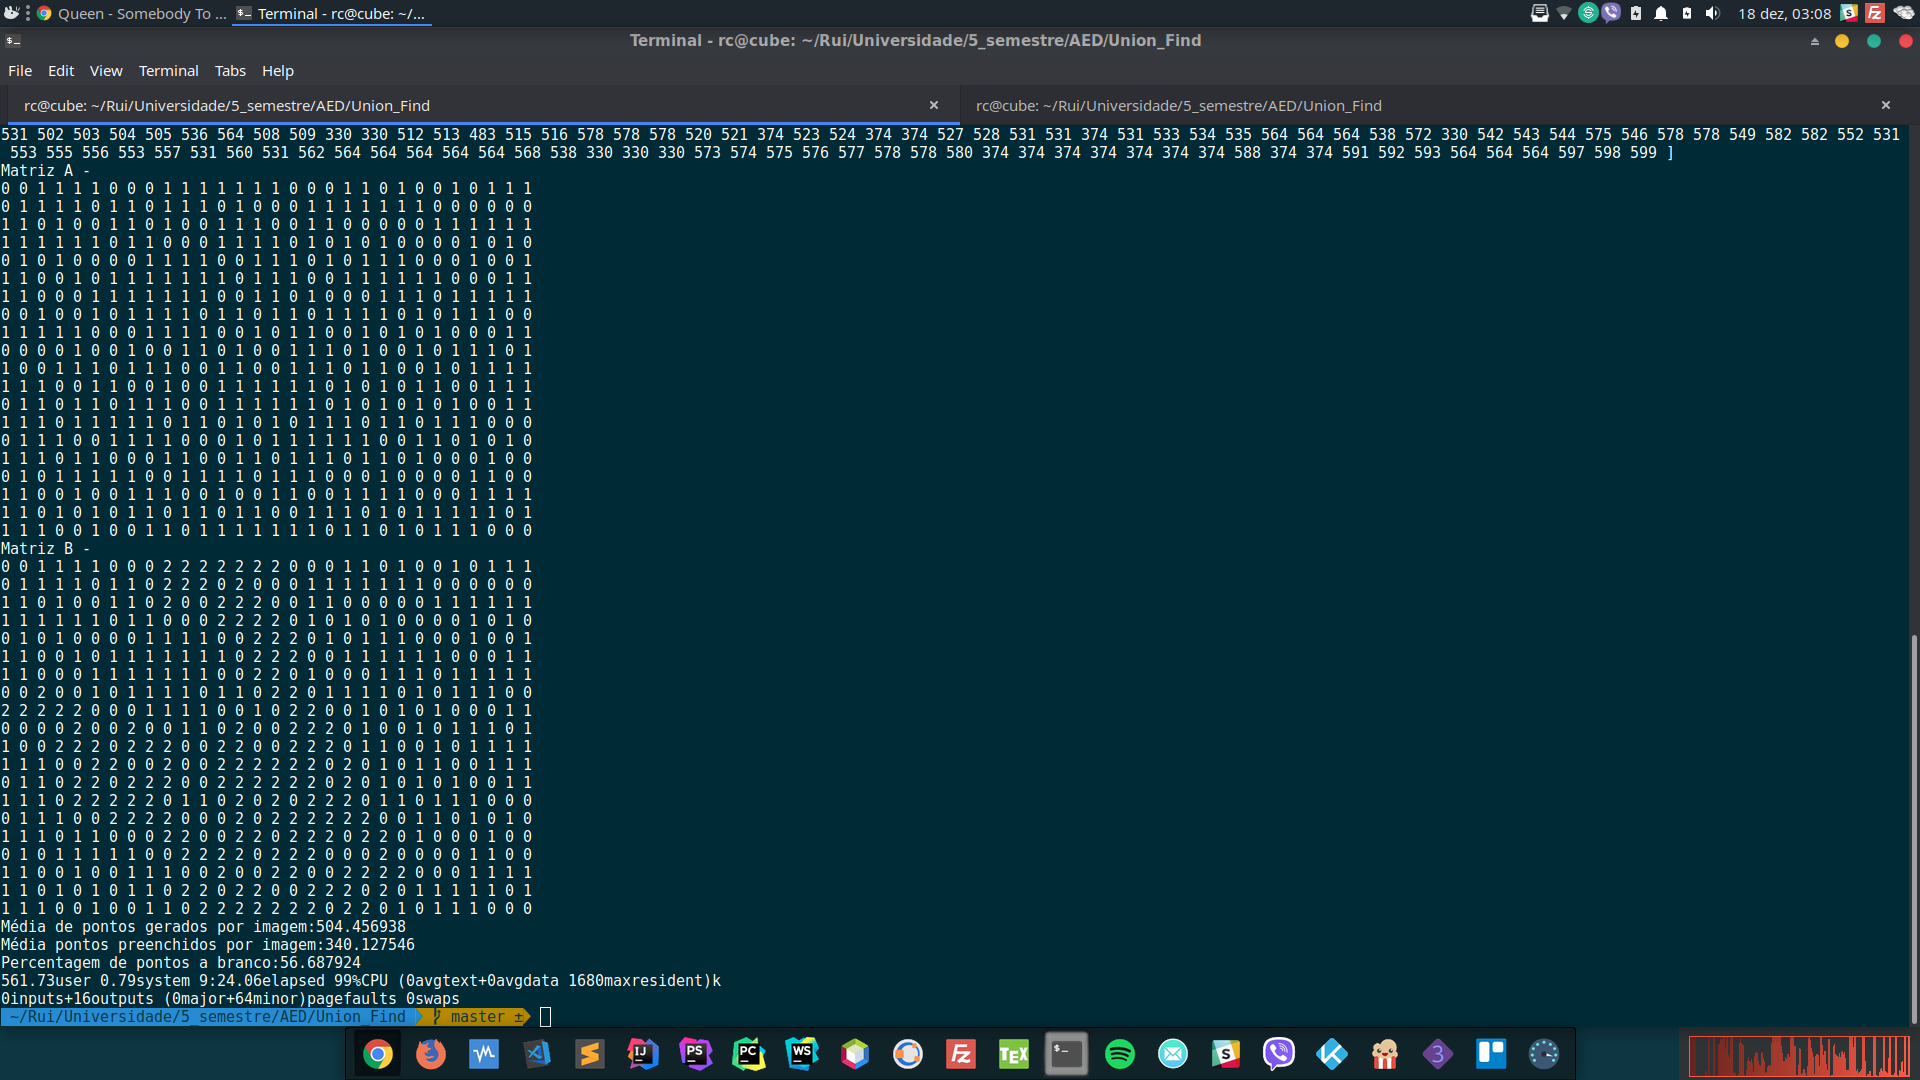 Queen - Somebody To ...
Terminal - rc@cube: ~/...
18 dez, 03:08
Terminal - rc@cube: ~/Rui/Universidade/5_semestre/AED/Union_Find
File Edit View Terminal Tabs Help
rc@cube: ~/Rui/Universidade/5_semestre/AED/Union_Find
rc@cube: ~/Rui/Universidade/5_semestre/AED/Union_Find
531 502 503 504 505 536 564 508 509 330 330 512 513 483 515 516 578 578 578 520 521 374 523 524 374 374 527 528 531 531 374 531 533 534 535 564 564 564 538 572 330 542 543 544 575 546 578 578 549 582 582 552 531
553 555 556 553 557 531 560 531 562 564 564 564 564 564 568 538 330 330 330 573 574 575 576 577 578 578 580 374 374 374 374 374 374 374 588 374 374 591 592 593 564 564 564 597 598 599 ]
Matriz A -
0 0 1 1 1 1 0 0 0 1 1 1 1 1 1 1 0 0 0 1 1 0 1 0 0 1 0 1 1 1
0 1 1 1 1 0 1 1 0 1 1 1 0 1 0 0 0 1 1 1 1 1 1 1 0 0 0 0 0 0
1 1 0 1 0 0 1 1 0 1 0 0 1 1 1 0 0 1 1 0 0 0 0 0 1 1 1 1 1 1
1 1 1 1 1 1 0 1 1 0 0 0 1 1 1 1 0 1 0 1 0 1 0 0 0 0 1 0 1 0
0 1 0 1 0 0 0 0 1 1 1 1 0 0 1 1 1 0 1 0 1 1 1 0 0 0 1 0 0 1
1 1 0 0 1 0 1 1 1 1 1 1 1 0 1 1 1 0 0 1 1 1 1 1 1 0 0 0 1 1
1 1 0 0 0 1 1 1 1 1 1 1 0 0 1 1 0 1 0 0 0 1 1 1 0 1 1 1 1 1
0 0 1 0 0 1 0 1 1 1 1 0 1 1 0 1 1 0 1 1 1 1 0 1 0 1 1 1 0 0
1 1 1 1 1 0 0 0 1 1 1 1 0 0 1 0 1 1 0 0 1 0 1 0 1 0 0 0 1 1
0 0 0 0 1 0 0 1 0 0 1 1 0 1 0 0 1 1 1 0 1 0 0 1 0 1 1 1 0 1
1 0 0 1 1 1 0 1 1 1 0 0 1 1 0 0 1 1 1 0 1 1 0 0 1 0 1 1 1 1
1 1 1 0 0 1 1 0 0 1 0 0 1 1 1 1 1 1 0 1 0 1 0 1 1 0 0 1 1 1
0 1 1 0 1 1 0 1 1 1 0 0 1 1 1 1 1 1 0 1 0 1 0 1 0 1 0 0 1 1
1 1 1 0 1 1 1 1 1 0 1 1 0 1 0 1 0 1 1 1 0 1 1 0 1 1 1 0 0 0
0 1 1 1 0 0 1 1 1 1 0 0 0 1 0 1 1 1 1 1 1 0 0 1 1 0 1 0 1 0
1 1 1 0 1 1 0 0 0 1 1 0 0 1 1 0 1 1 1 0 1 1 0 1 0 0 0 1 0 0
0 1 0 1 1 1 1 1 0 0 1 1 1 1 0 1 1 1 0 0 0 1 0 0 0 0 1 1 0 0
1 1 0 0 1 0 0 1 1 1 0 0 1 0 0 1 1 0 0 1 1 1 1 0 0 0 1 1 1 1
1 1 0 1 0 1 0 1 1 0 1 1 0 1 1 0 0 1 1 1 0 1 0 1 1 1 1 1 0 1
1 1 1 0 0 1 0 0 1 1 0 1 1 1 1 1 1 1 0 1 1 0 1 0 1 1 1 0 0 0
Matriz B -
0 0 1 1 1 1 0 0 0 2 2 2 2 2 2 2 0 0 0 1 1 0 1 0 0 1 0 1 1 1
0 1 1 1 1 0 1 1 0 2 2 2 0 2 0 0 0 1 1 1 1 1 1 1 0 0 0 0 0 0
1 1 0 1 0 0 1 1 0 2 0 0 2 2 2 0 0 1 1 0 0 0 0 0 1 1 1 1 1 1
1 1 1 1 1 1 0 1 1 0 0 0 2 2 2 2 0 1 0 1 0 1 0 0 0 0 1 0 1 0
0 1 0 1 0 0 0 0 1 1 1 1 0 0 2 2 2 0 1 0 1 1 1 0 0 0 1 0 0 1
1 1 0 0 1 0 1 1 1 1 1 1 1 0 2 2 2 0 0 1 1 1 1 1 1 0 0 0 1 1
1 1 0 0 0 1 1 1 1 1 1 1 0 0 2 2 0 1 0 0 0 1 1 1 0 1 1 1 1 1
0 0 2 0 0 1 0 1 1 1 1 0 1 1 0 2 2 0 1 1 1 1 0 1 0 1 1 1 0 0
2 2 2 2 2 0 0 0 1 1 1 1 0 0 1 0 2 2 0 0 1 0 1 0 1 0 0 0 1 1
0 0 0 0 2 0 0 2 0 0 1 1 0 2 0 0 2 2 2 0 1 0 0 1 0 1 1 1 0 1
1 0 0 2 2 2 0 2 2 2 0 0 2 2 0 0 2 2 2 0 1 1 0 0 1 0 1 1 1 1
1 1 1 0 0 2 2 0 0 2 0 0 2 2 2 2 2 2 0 2 0 1 0 1 1 0 0 1 1 1
0 1 1 0 2 2 0 2 2 2 0 0 2 2 2 2 2 2 0 2 0 1 0 1 0 1 0 0 1 1
1 1 1 0 2 2 2 2 2 0 1 1 0 2 0 2 0 2 2 2 0 1 1 0 1 1 1 0 0 0
0 1 1 1 0 0 2 2 2 2 0 0 0 2 0 2 2 2 2 2 2 0 0 1 1 0 1 0 1 0
1 1 1 0 1 1 0 0 0 2 2 0 0 2 2 0 2 2 2 0 2 2 0 1 0 0 0 1 0 0
0 1 0 1 1 1 1 1 0 0 2 2 2 2 0 2 2 2 0 0 0 2 0 0 0 0 1 1 0 0
1 1 0 0 1 0 0 1 1 1 0 0 2 0 0 2 2 0 0 2 2 2 2 0 0 0 1 1 1 1
1 1 0 1 0 1 0 1 1 0 2 2 0 2 2 0 0 2 2 2 0 2 0 1 1 1 1 1 0 1
1 1 1 0 0 1 0 0 1 1 0 2 2 2 2 2 2 2 0 2 2 0 1 0 1 1 1 0 0 0
Média de pontos gerados por imagem:504.456938
Média pontos preenchidos por imagem:340.127546
Percentagem de pontos a branco:56.687924
561.73user 0.79system 9:24.06elapsed 99%CPU (0avgtext+0avgdata 1680maxresident)k
0inputs+16outputs (0major+64minor)pagefaults 0swaps
~/Rui/Universidade/5_semestre/AED/Union_Find master ±